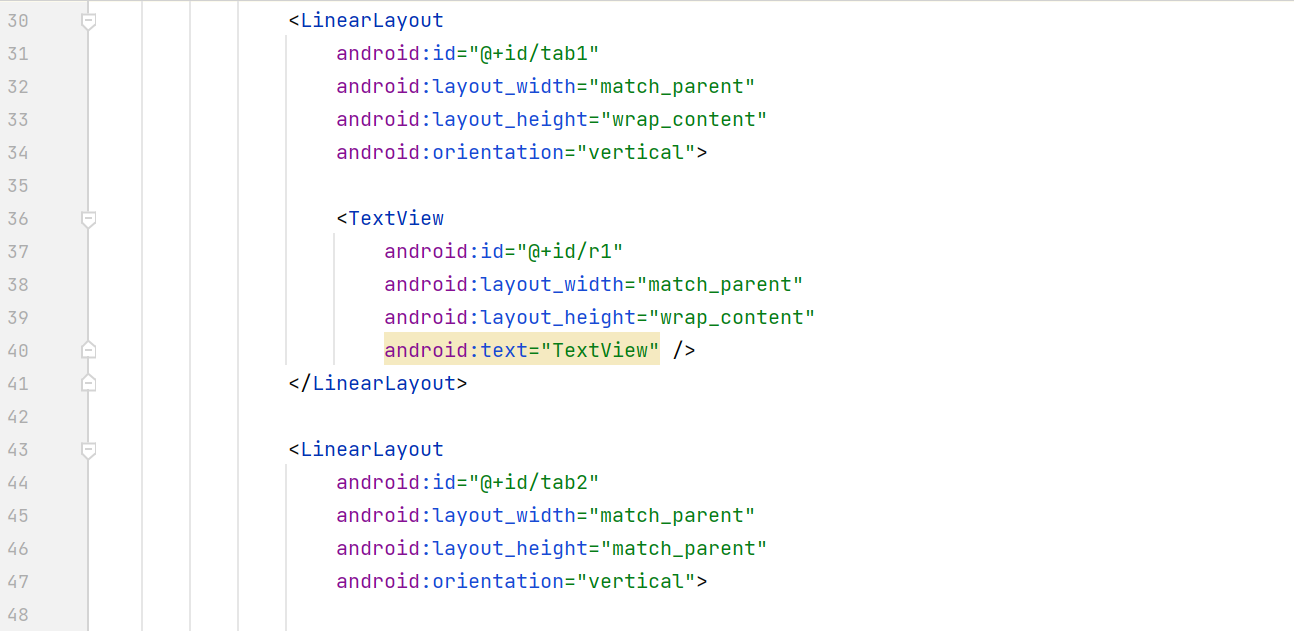 30 <LinearLayout
31 android:id="@+id/tab1"
32 android:layout_width="match_parent"
33 android:layout_height="wrap_content"
34 android:orientation="vertical">
35
36 <TextView
37 android:id="@+id/r1"
38 android:layout_width="match_parent"
39 android:layout_height="wrap_content"
40 android:text="TextView" />
41 </LinearLayout>
42
43 <LinearLayout
44 android:id="@+id/tab2"
45 android:layout_width="match_parent"
46 android:layout_height="match_parent"
47 android:orientation="vertical">
48